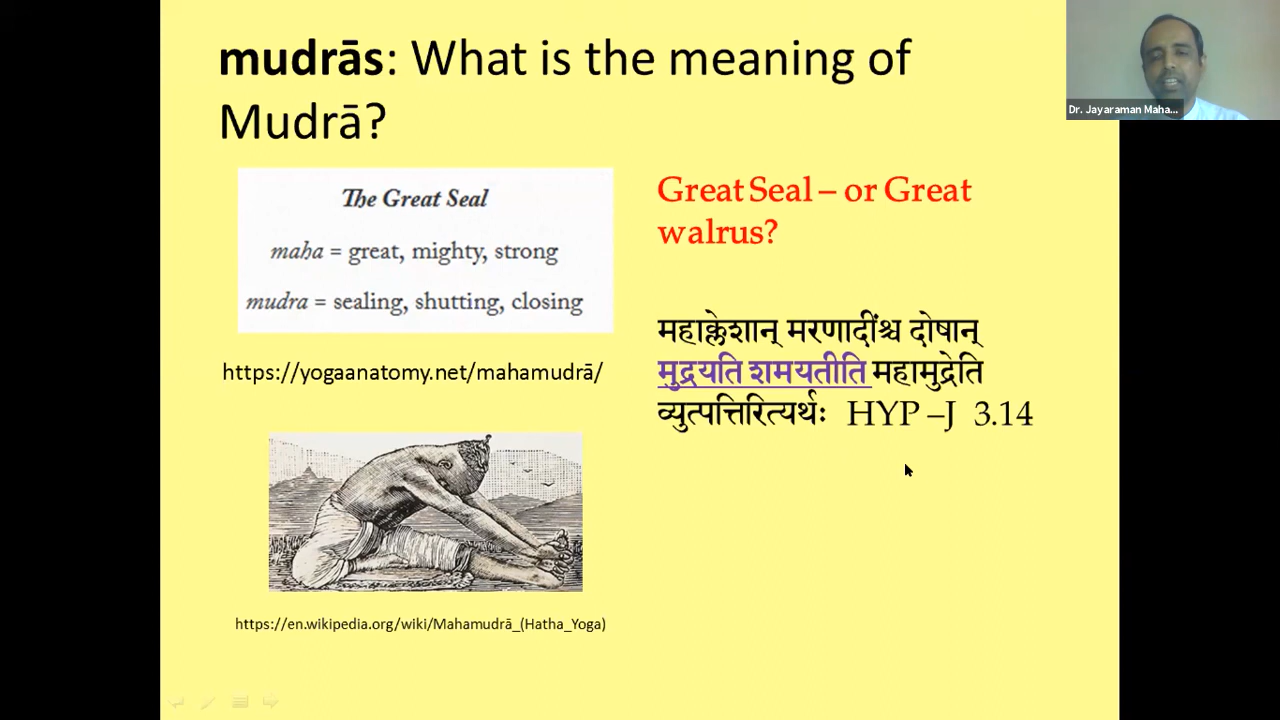 mudrās: What is the meaning of
Mudrā?
Dr. Jayaraman Maha...
The Great Seal
maha = great, mighty, strong
mudra = sealing, shutting, closing
https://yogaanatomy.net/mahamudrā/
https://en.wikipedia.org/wiki/Mahamudrā_(Hatha_Yoga)
Great Seal – or Great
walrus?
महाक्लेशान् मरणादींश्च दोषान्
मुद्रयति शमयतीति महामुद्रेति
व्युत्पत्तिरित्यर्थः HYP –J 3.14